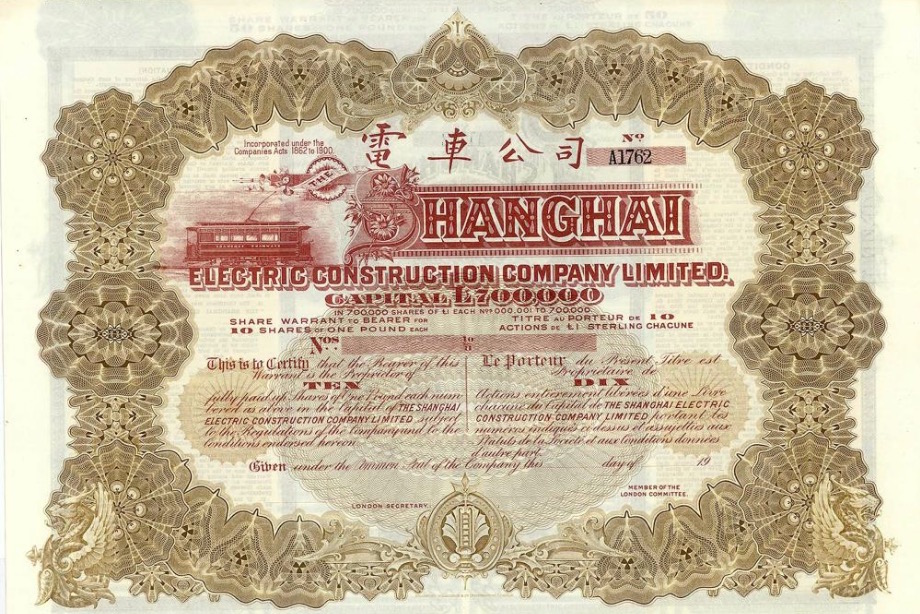 電車公司
Nº
A1762
Incorporated under the
Companies Acts 1862 to 1900.
THE
SHANGHAI
ELECTRIC CONSTRUCTION COMPANY LIMITED.
CAPITAL £700,000
IN 700,000 SHARES OF £1 EACH Nos 000,001 TO 700,000.
SHARE WARRANT TO BEARER FOR
10 SHARES OF ONE POUND EACH
TITRE AU PORTEUR DE 10
ACTIONS DE £1 STERLING CHACUNE
Nos
This is to Certify that the Bearer of this
Warrant is the Proprietor of
TEN
fully paid up Shares of One Pound each num-
bered as above in the Capital of THE SHANGHAI
ELECTRIC CONSTRUCTION COMPANY LIMITED subject
to the Regulations of the Company and to the
Conditions endorsed hereon.
Le Porteur du Présent Titre est
Propriétaire de
DIX
Actions entièrement libérées d'une Livre
chacune du Capital de THE SHANGHAI ELECTRIC
CONSTRUCTION COMPANY LIMITED portant les
numéros indiqués ci-dessus et assujetties aux
Statuts de la Société et aux Conditions données
d'autre part.
Given under the Common Seal of the Company this day of 19
MEMBER OF THE
LONDON COMMITTEE.
LONDON SECRETARY.